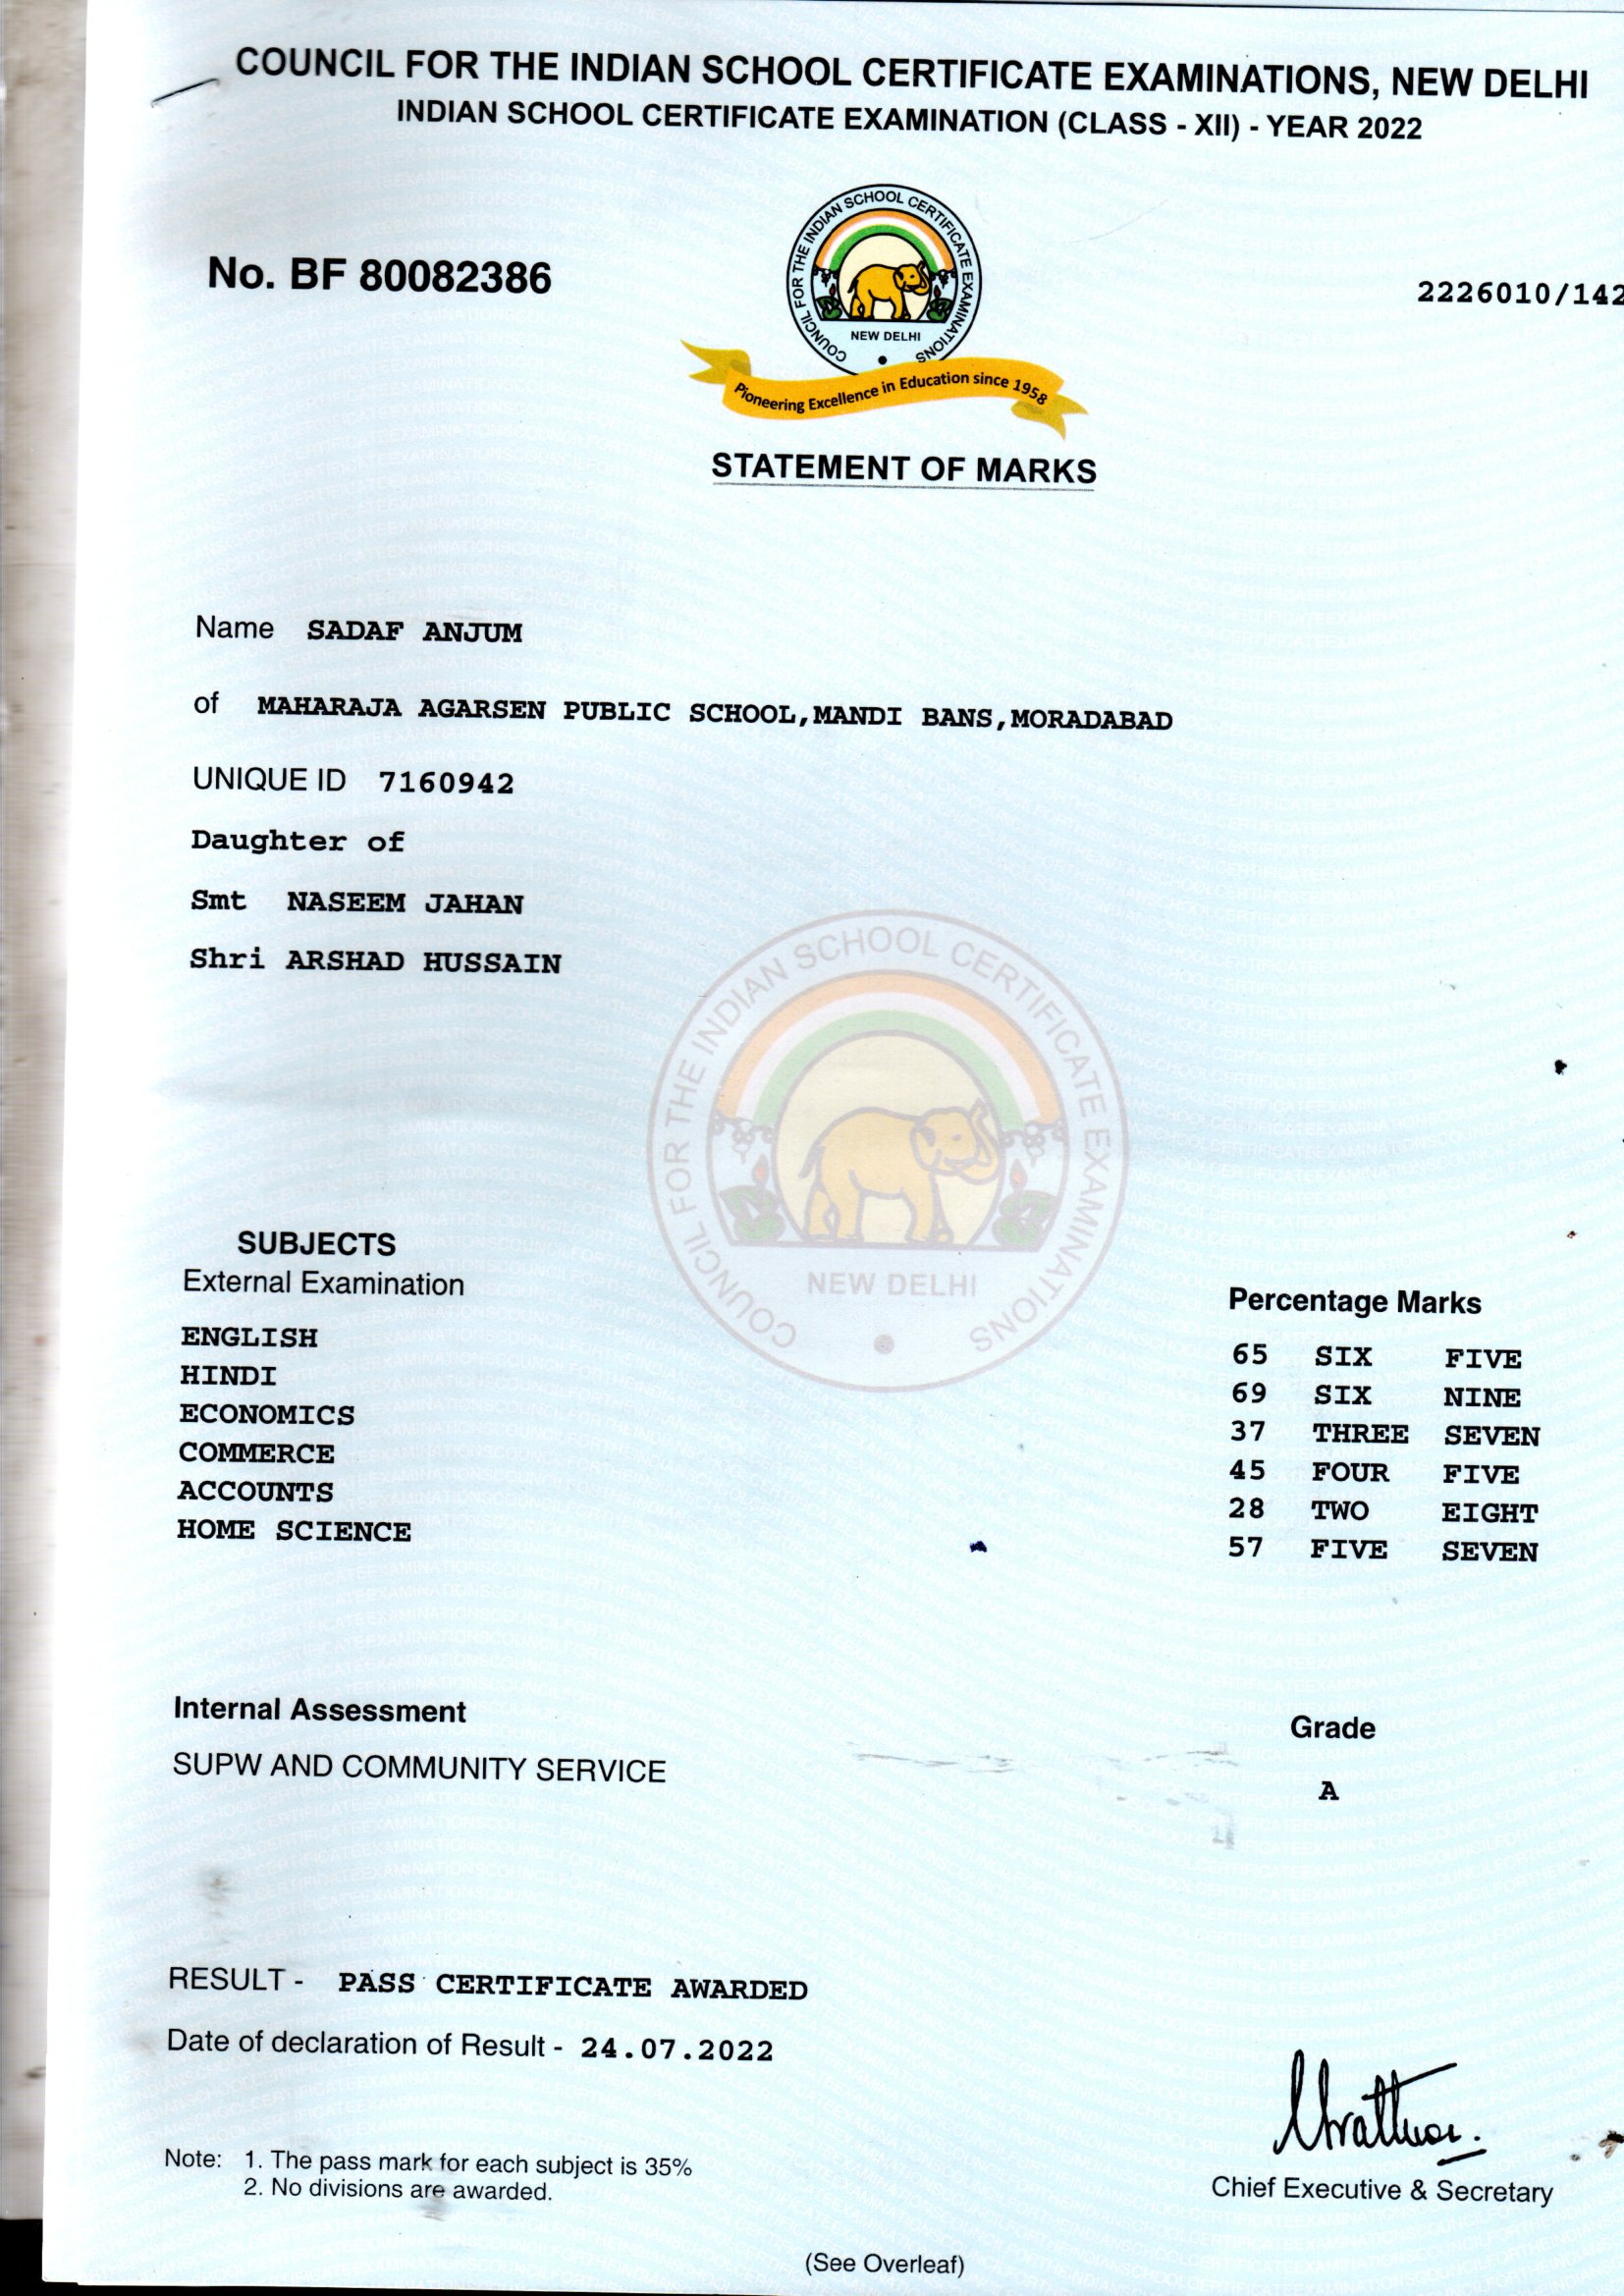 COUNCIL FOR THE INDIAN SCHOOL CERTIFICATE EXAMINATIONS, NEW DELHI
INDIAN SCHOOL CERTIFICATE EXAMINATION (CLASS - XII) - YEAR 2022
COUNCIL FOR THE INDIAN SCHOOL CERTIFICATE EXAMINATIONS
NEW DELHI
No. BF 80082386
2226010/142
Pioneering Excellence in Education since 1958
STATEMENT OF MARKS
Name SADAF ANJUM
of MAHARAJA AGARSEN PUBLIC SCHOOL,MANDI BANS,MORADABAD
UNIQUE ID 7160942
Daughter of
Smt NASEEM JAHAN
Shri ARSHAD HUSSAIN
COUNCIL FOR THE INDIAN SCHOOL CERTIFICATE EXAMINATIONS
NEW DELHI
SUBJECTS
External Examination
Percentage Marks
ENGLISH 65 SIX FIVE
HINDI 69 SIX NINE
ECONOMICS 37 THREE SEVEN
COMMERCE 45 FOUR FIVE
ACCOUNTS 28 TWO EIGHT
HOME SCIENCE 57 FIVE SEVEN
Internal Assessment Grade
SUPW AND COMMUNITY SERVICE A
RESULT - PASS CERTIFICATE AWARDED
Date of declaration of Result - 24.07.2022
Note: 1. The pass mark for each subject is 35%
2. No divisions are awarded.
Chief Executive & Secretary
(See Overleaf)